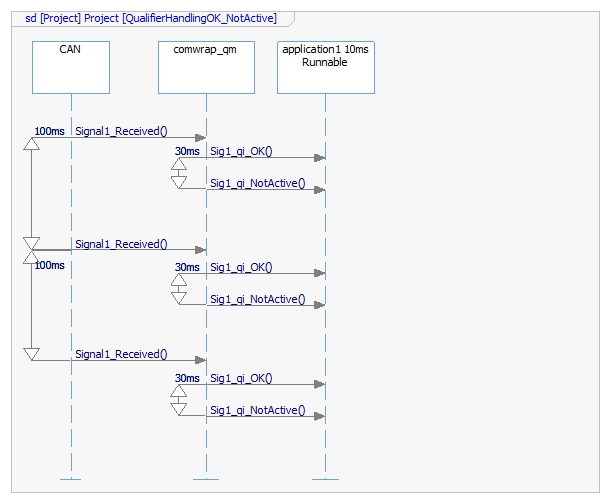 sd [Project] Project [QualifierHandlingOK_NotActive]
CAN
comwrap_qm
application1 10ms
Runnable
100ms
Signal1_Received()
30ms
Sig1_qi_OK()
Sig1_qi_NotActive()
Signal1_Received()
100ms
30ms
Sig1_qi_OK()
Sig1_qi_NotActive()
Signal1_Received()
30ms
Sig1_qi_OK()
Sig1_qi_NotActive()